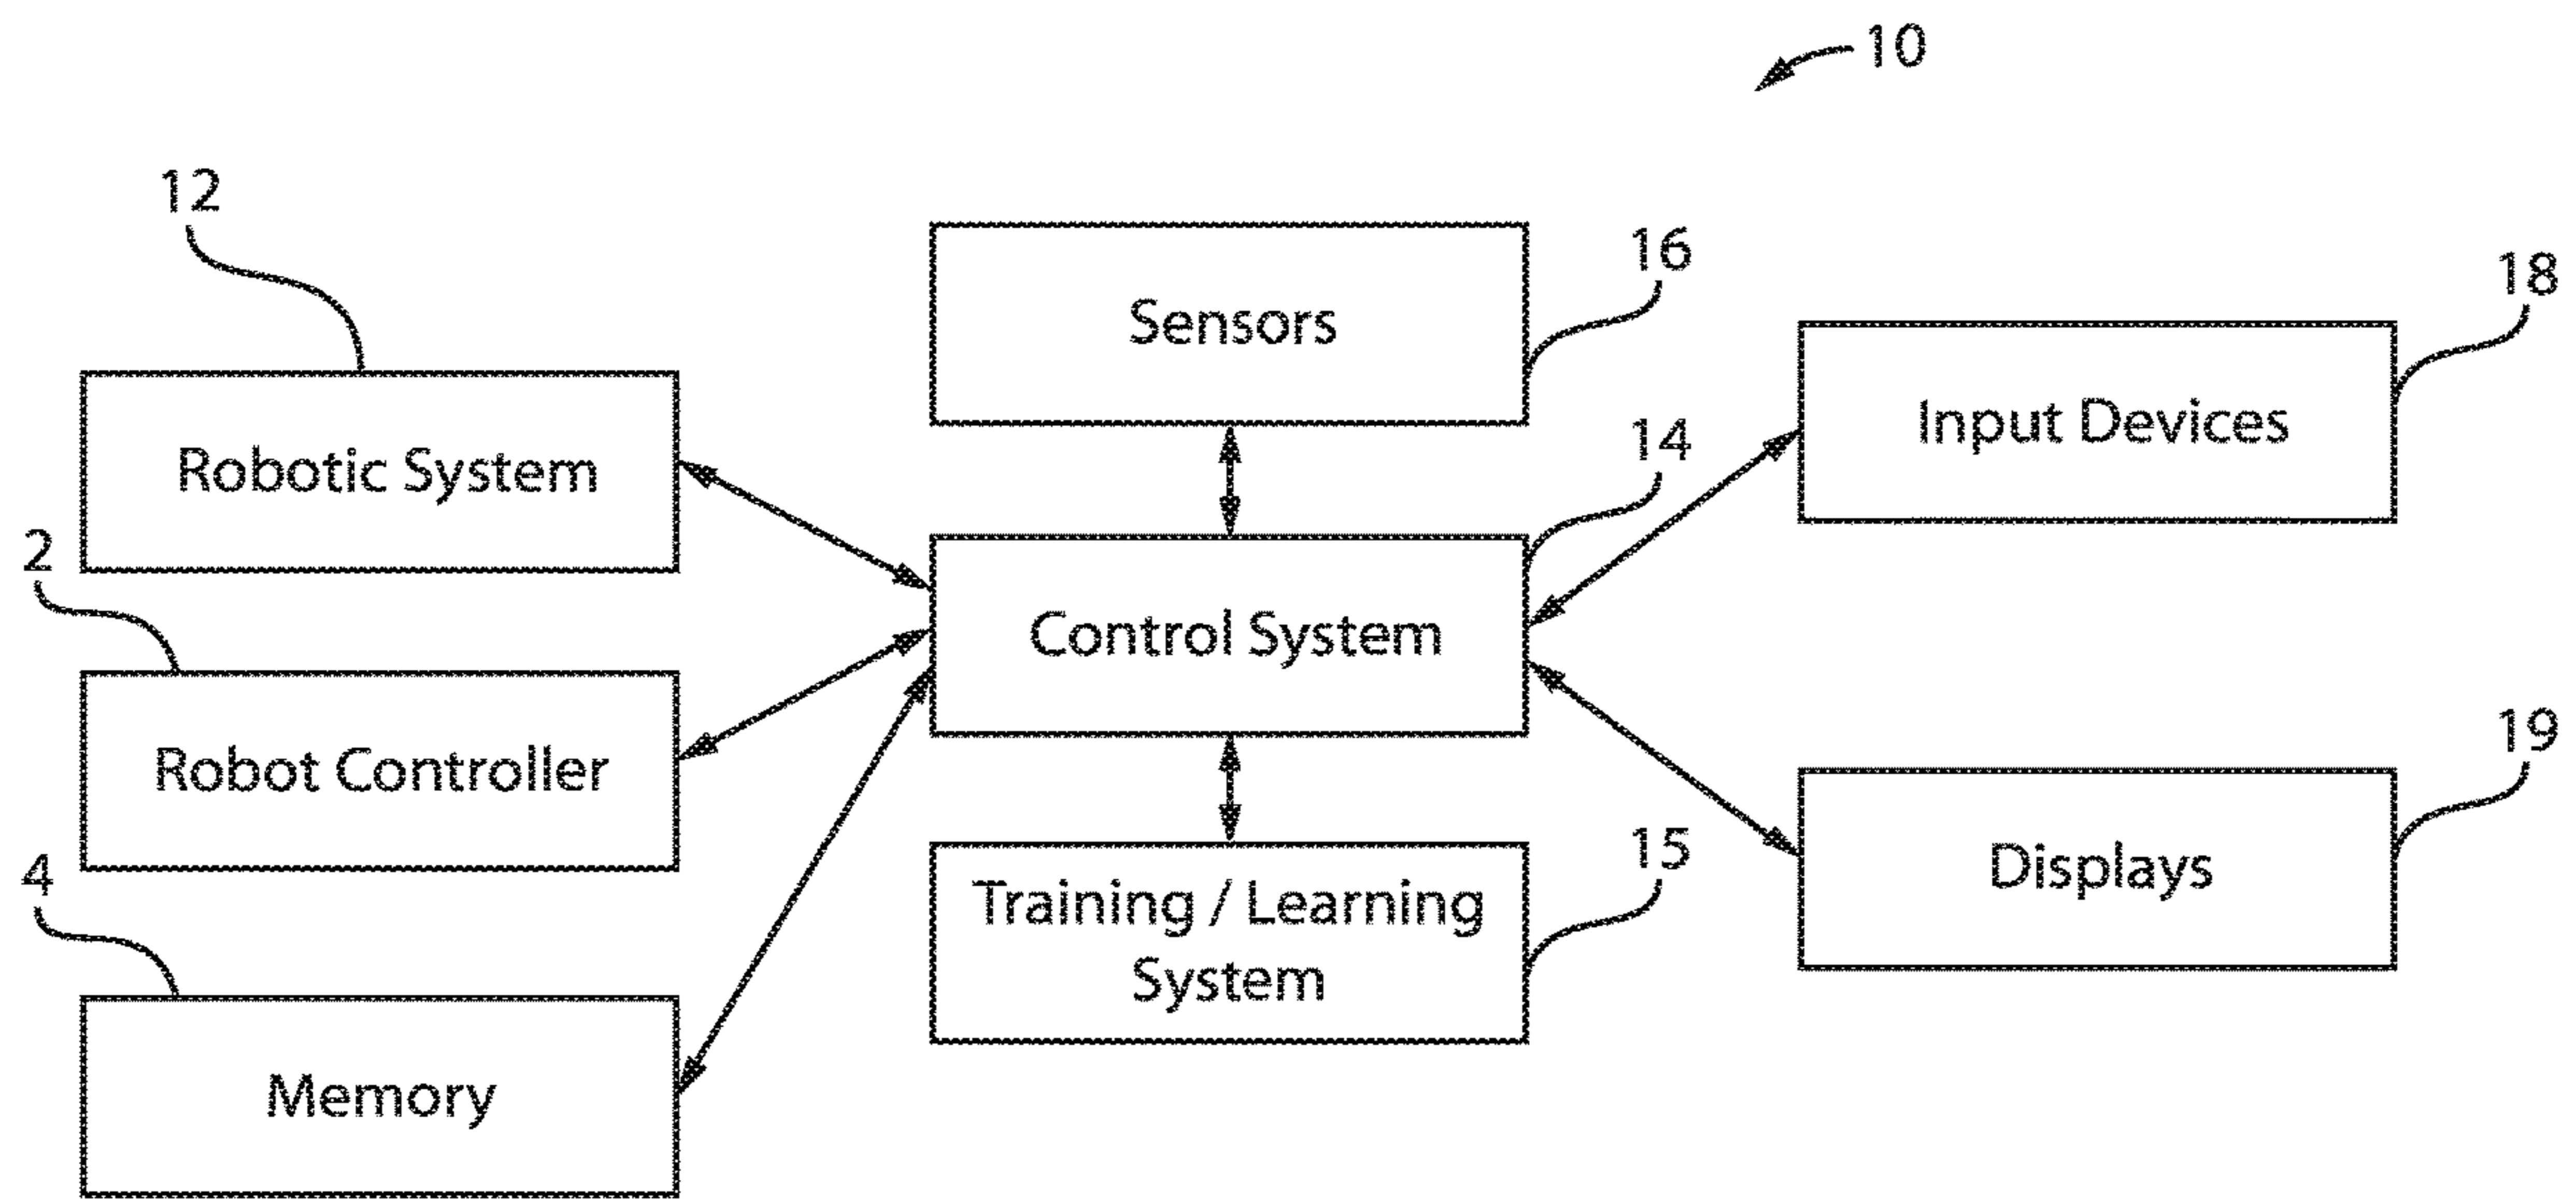 10
12
16
Sensors
18
Input Devices
14
Robotic System
2
Control System
19
Robot Controller
15
Displays
4
Training / Learning
System
Memory